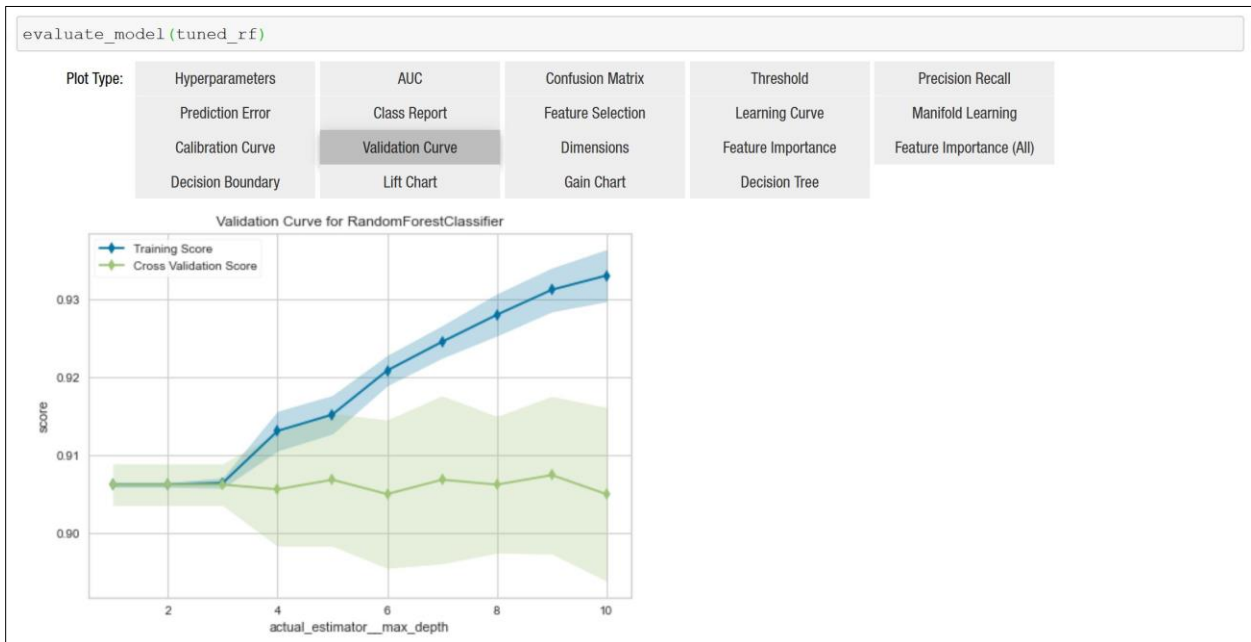 evaluate_model(tuned_rf)
Plot Type: Hyperparameters AUC Confusion Matrix Threshold Precision Recall
Prediction Error Class Report Feature Selection Learning Curve Manifold Learning
Calibration Curve Validation Curve Dimensions Feature Importance Feature Importance (All)
Decision Boundary Lift Chart Gain Chart Decision Tree
Validation Curve for RandomForestClassifier
Training Score
Cross Validation Score
0.93
0.92
score
0.91
0.90
2 4 6 8 10
actual_estimator__max_depth